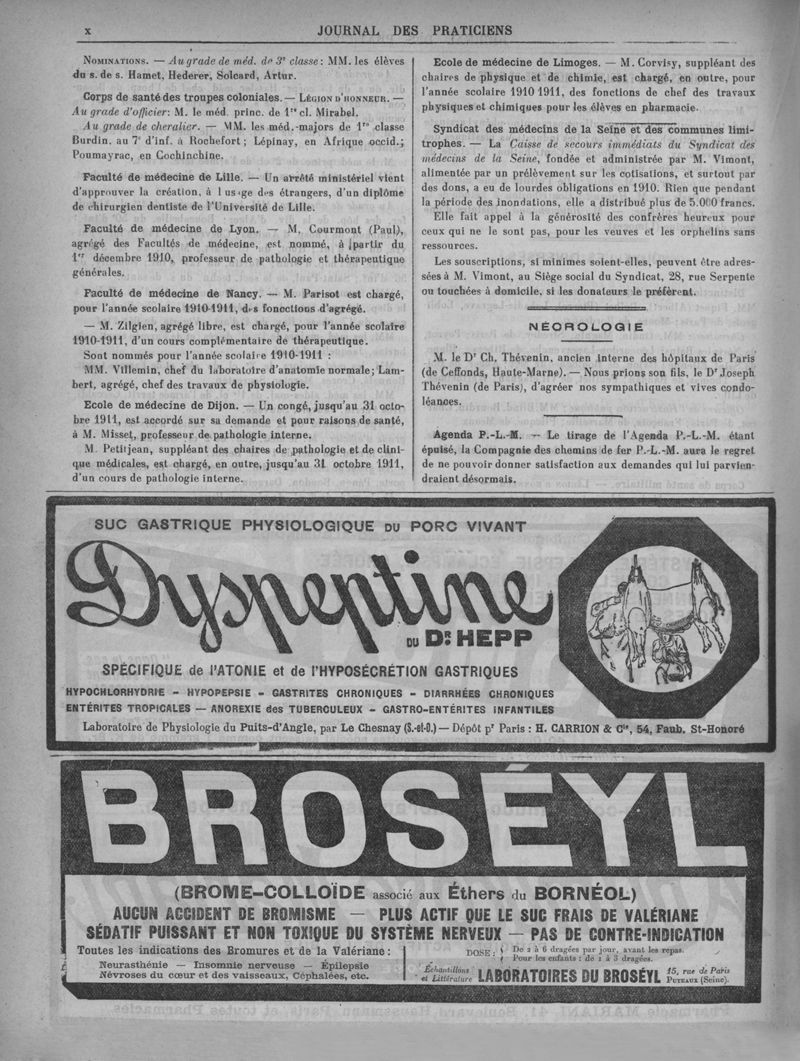 x
JOURNAL DES PRATICIENS
NOMINATIONS. — Au grade de méd. de 3e classe : MM. les élèves
du s. de s. Hamet, Hederer, Solcard, Artur.
Corps de santé des troupes coloniales. — LÉGION D'HONNEUR. —
Au grade d'officier: M. le méd. princ. de 1re cl. Mirabel.
Au grade de chevalier. — MM. les méd.-majors de 1re classe
Burdin, au 7e d'inf. à Rochefort ; Lépinay, en Afrique occid.;
Poumayrac, en Cochinchine.
Faculté de médecine de Lille. — Un arrêté ministériel vient
d'approuver la création, à l usage des étrangers, d'un diplôme
de chirurgien dentiste de l'Université de Lille.
Faculté de médecine de Lyon. — M. Courmont (Paul),
agrégé des Facultés de médecine, est nommé, à partir du
1er décembre 1910, professeur de pathologie et thérapeutique
générales.
Faculté de médecine de Nancy. — M. Parisot est chargé,
pour l'année scolaire 1910-1911, des fonctions d'agrégé.
— M. Zilgien, agrégé libre, est chargé, pour l'année scolaire
1910-1911, d'un cours complémentaire de thérapeutique.
Sont nommés pour l'année scolaire 1910-1911 :
MM. Villemin, chef du laboratoire d'anatomie normale; Lam-
bert, agrégé, chef des travaux de physiologie.
Ecole de médecine de Dijon. — Un congé, jusqu'au 31 octo-
bre 1911, est accordé sur sa demande et pour raisons de santé,
à M. Misset, professeur de pathologie interne.
M. Petitjean, suppléant des chaires de pathologie et de clini-
que médicales, est chargé, en outre, jusqu'au 31 octobre 1911,
d'un cours de pathologie interne.
Ecole de médecine de Limoges. — M. Corvisy, suppléant des
chaires de physique et de chimie, est chargé, en outre, pour
l'année scolaire 1910 1911, des fonctions de chef des travaux
physiques et chimiques pour les élèves en pharmacie.
Syndicat des médecins de la Seine et des communes limi-
trophes. — La Caisse de secours immédiats du Syndicat des
médecins de la Seine, fondée et administrée par M. Vimont,
alimentée par un prélèvement sur les cotisations, et surtout par
des dons, a eu de lourdes obligations en 1910. Rien que pendant
la période des inondations, elle a distribué plus de 5.000 francs.
Elle fait appel à la générosité des confrères heureux pour
ceux qui ne le sont pas, pour les veuves et les orphelins sans
ressources.
Les souscriptions, si minimes soient-elles, peuvent être adres-
sées à M. Vimont, au Siège social du Syndicat, 28, rue Serpente
ou touchées à domicile, si les donateurs le préfèrent.
NÉCROLOGIE
M. le Dr Ch. Thévenin, ancien interne des hôpitaux de Paris
(de Ceffonds, Haute-Marne). — Nous prions son fils, le Dr Joseph
Thévenin (de Paris), d'agréer nos sympathiques et vives condo-
léances.
Agenda P.-L.-M. — Le tirage de l'Agenda P.-L.-M. étant
épuisé, la Compagnie des chemins de fer P.-L.-M. aura le regret
de ne pouvoir donner satisfaction aux demandes qui lui parvien-
draient désormais.
SUC GASTRIQUE PHYSIOLOGIQUE DU PORC VIVANT
Dyspeptine
DU DR HEPP
SPÉCIFIQUE de l'ATONIE et de l'HYPOSÉCRÉTION GASTRIQUES
HYPOCHLORHYDRIE - HYPOPEPSIE - GASTRITES CHRONIQUES - DIARRHÉES CHRONIQUES
ENTÉRITES TROPICALES — ANOREXIE des TUBERCULEUX - GASTRO-ENTÉRITES INFANTILES
Laboratoire de Physiologie du Puits-d'Angle, par Le Chesnay (S.-et-O.) — Dépôt pr Paris : H. CARRION & Cie, 54, Faub. St-Honoré
BROSÉYL
(BROME-COLLOÏDE associé aux Éthers du BORNÉOL)
AUCUN ACCIDENT DE BROMISME — PLUS ACTIF QUE LE SUC FRAIS DE VALÉRIANE
SÉDATIF PUISSANT ET NON TOXIQUE DU SYSTÈME NERVEUX — PAS DE CONTRE-INDICATION
Toutes les indications des Bromures et de la Valériane :
Neurasthénie — Insomnie nerveuse — Épilepsie
Névroses du cœur et des vaisseaux, Céphalées, etc.
DOSE : De 2 à 6 dragées par jour, avant les repas.
Pour les enfants : de 1 à 3 dragées.
Échantillons
et Littérature
LABORATOIRES DU BROSÉYL
15, rue de Paris
PUTEAUX (Seine).